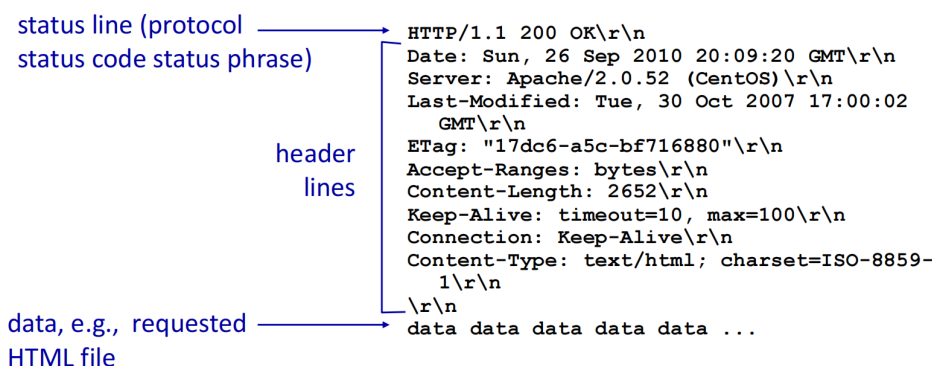 status line (protocol
status code status phrase)
header
lines
data, e.g., requested
HTML file
HTTP/1.1 200 OK\r\n
Date: Sun, 26 Sep 2010 20:09:20 GMT\r\n
Server: Apache/2.0.52 (CentOS)\r\n
Last-Modified: Tue, 30 Oct 2007 17:00:02
GMT\r\n
ETag: "17dc6-a5c-bf716880"\r\n
Accept-Ranges: bytes\r\n
Content-Length: 2652\r\n
Keep-Alive: timeout=10, max=100\r\n
Connection: Keep-Alive\r\n
Content-Type: text/html; charset=ISO-8859-
1\r\n
\r\n
data data data data data ...